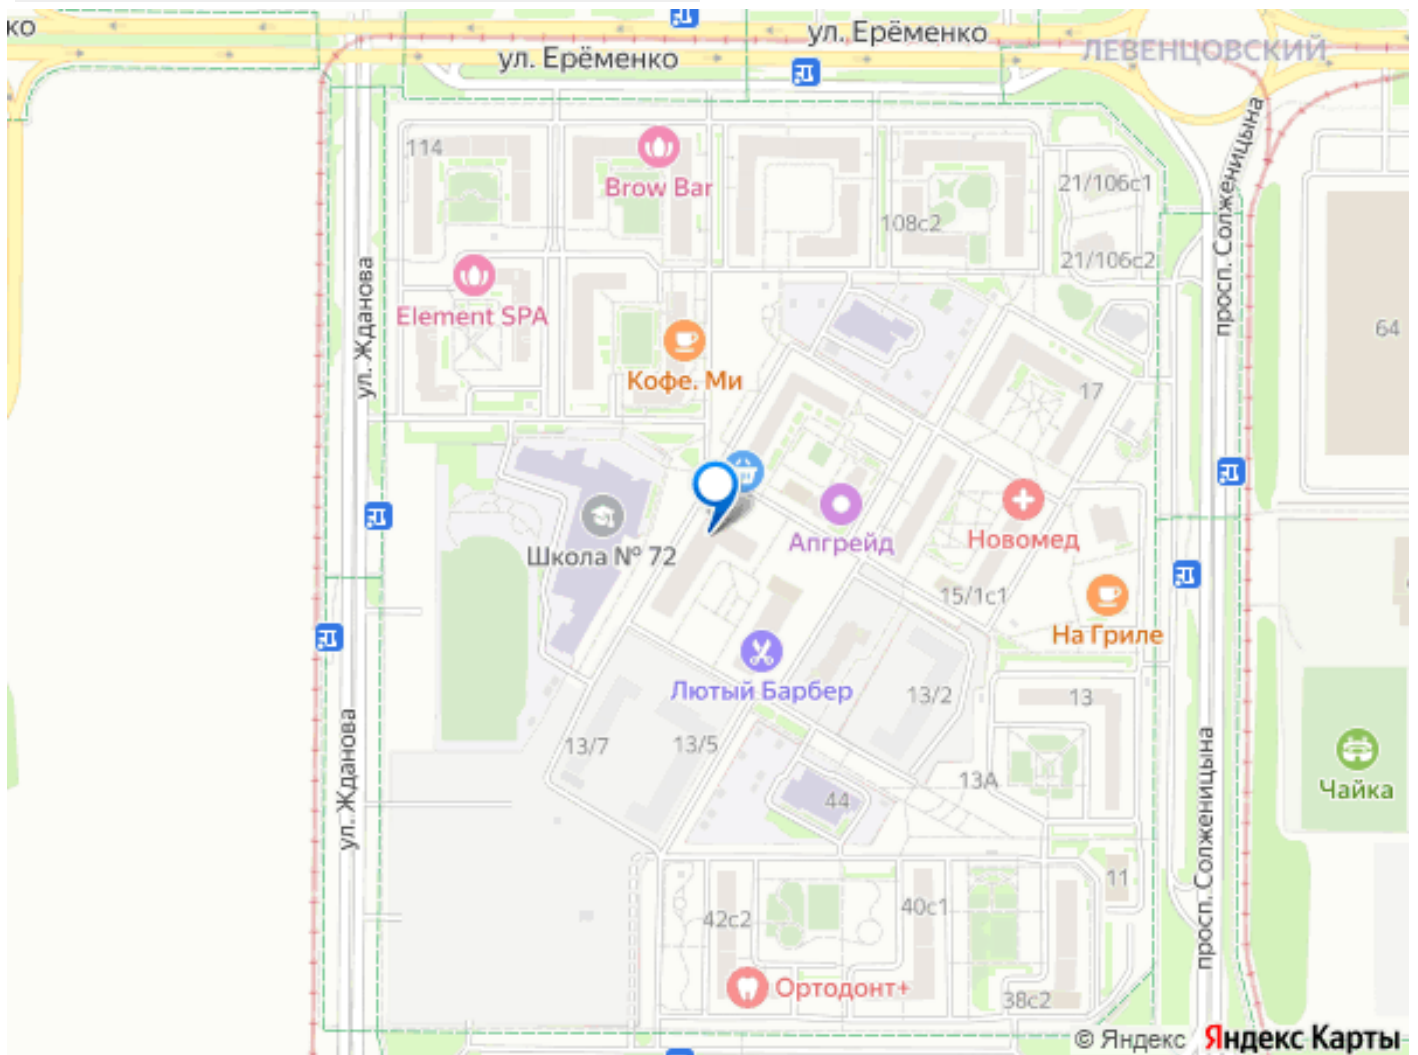 ко
ул. Ерёменко
ул. Ерёменко
ЛЕВЕНЦОВСКИЙ
114
Brow Bar
21/106с1
108с2
21/106с2
просп. Солженицына
ул. Жданова
Element SPA
64
Кофе. Ми
17
Школа № 72
Апгрейд
Новомед
15/1с1
На Гриле
Лютый Барбер
13/2
13
13/7
13/5
ул. Жданова
13А
44
просп. Солженицына
Чайка
11
42с2
40с1
Ортодонт+
38с2
© Яндекс Яндекс Карты